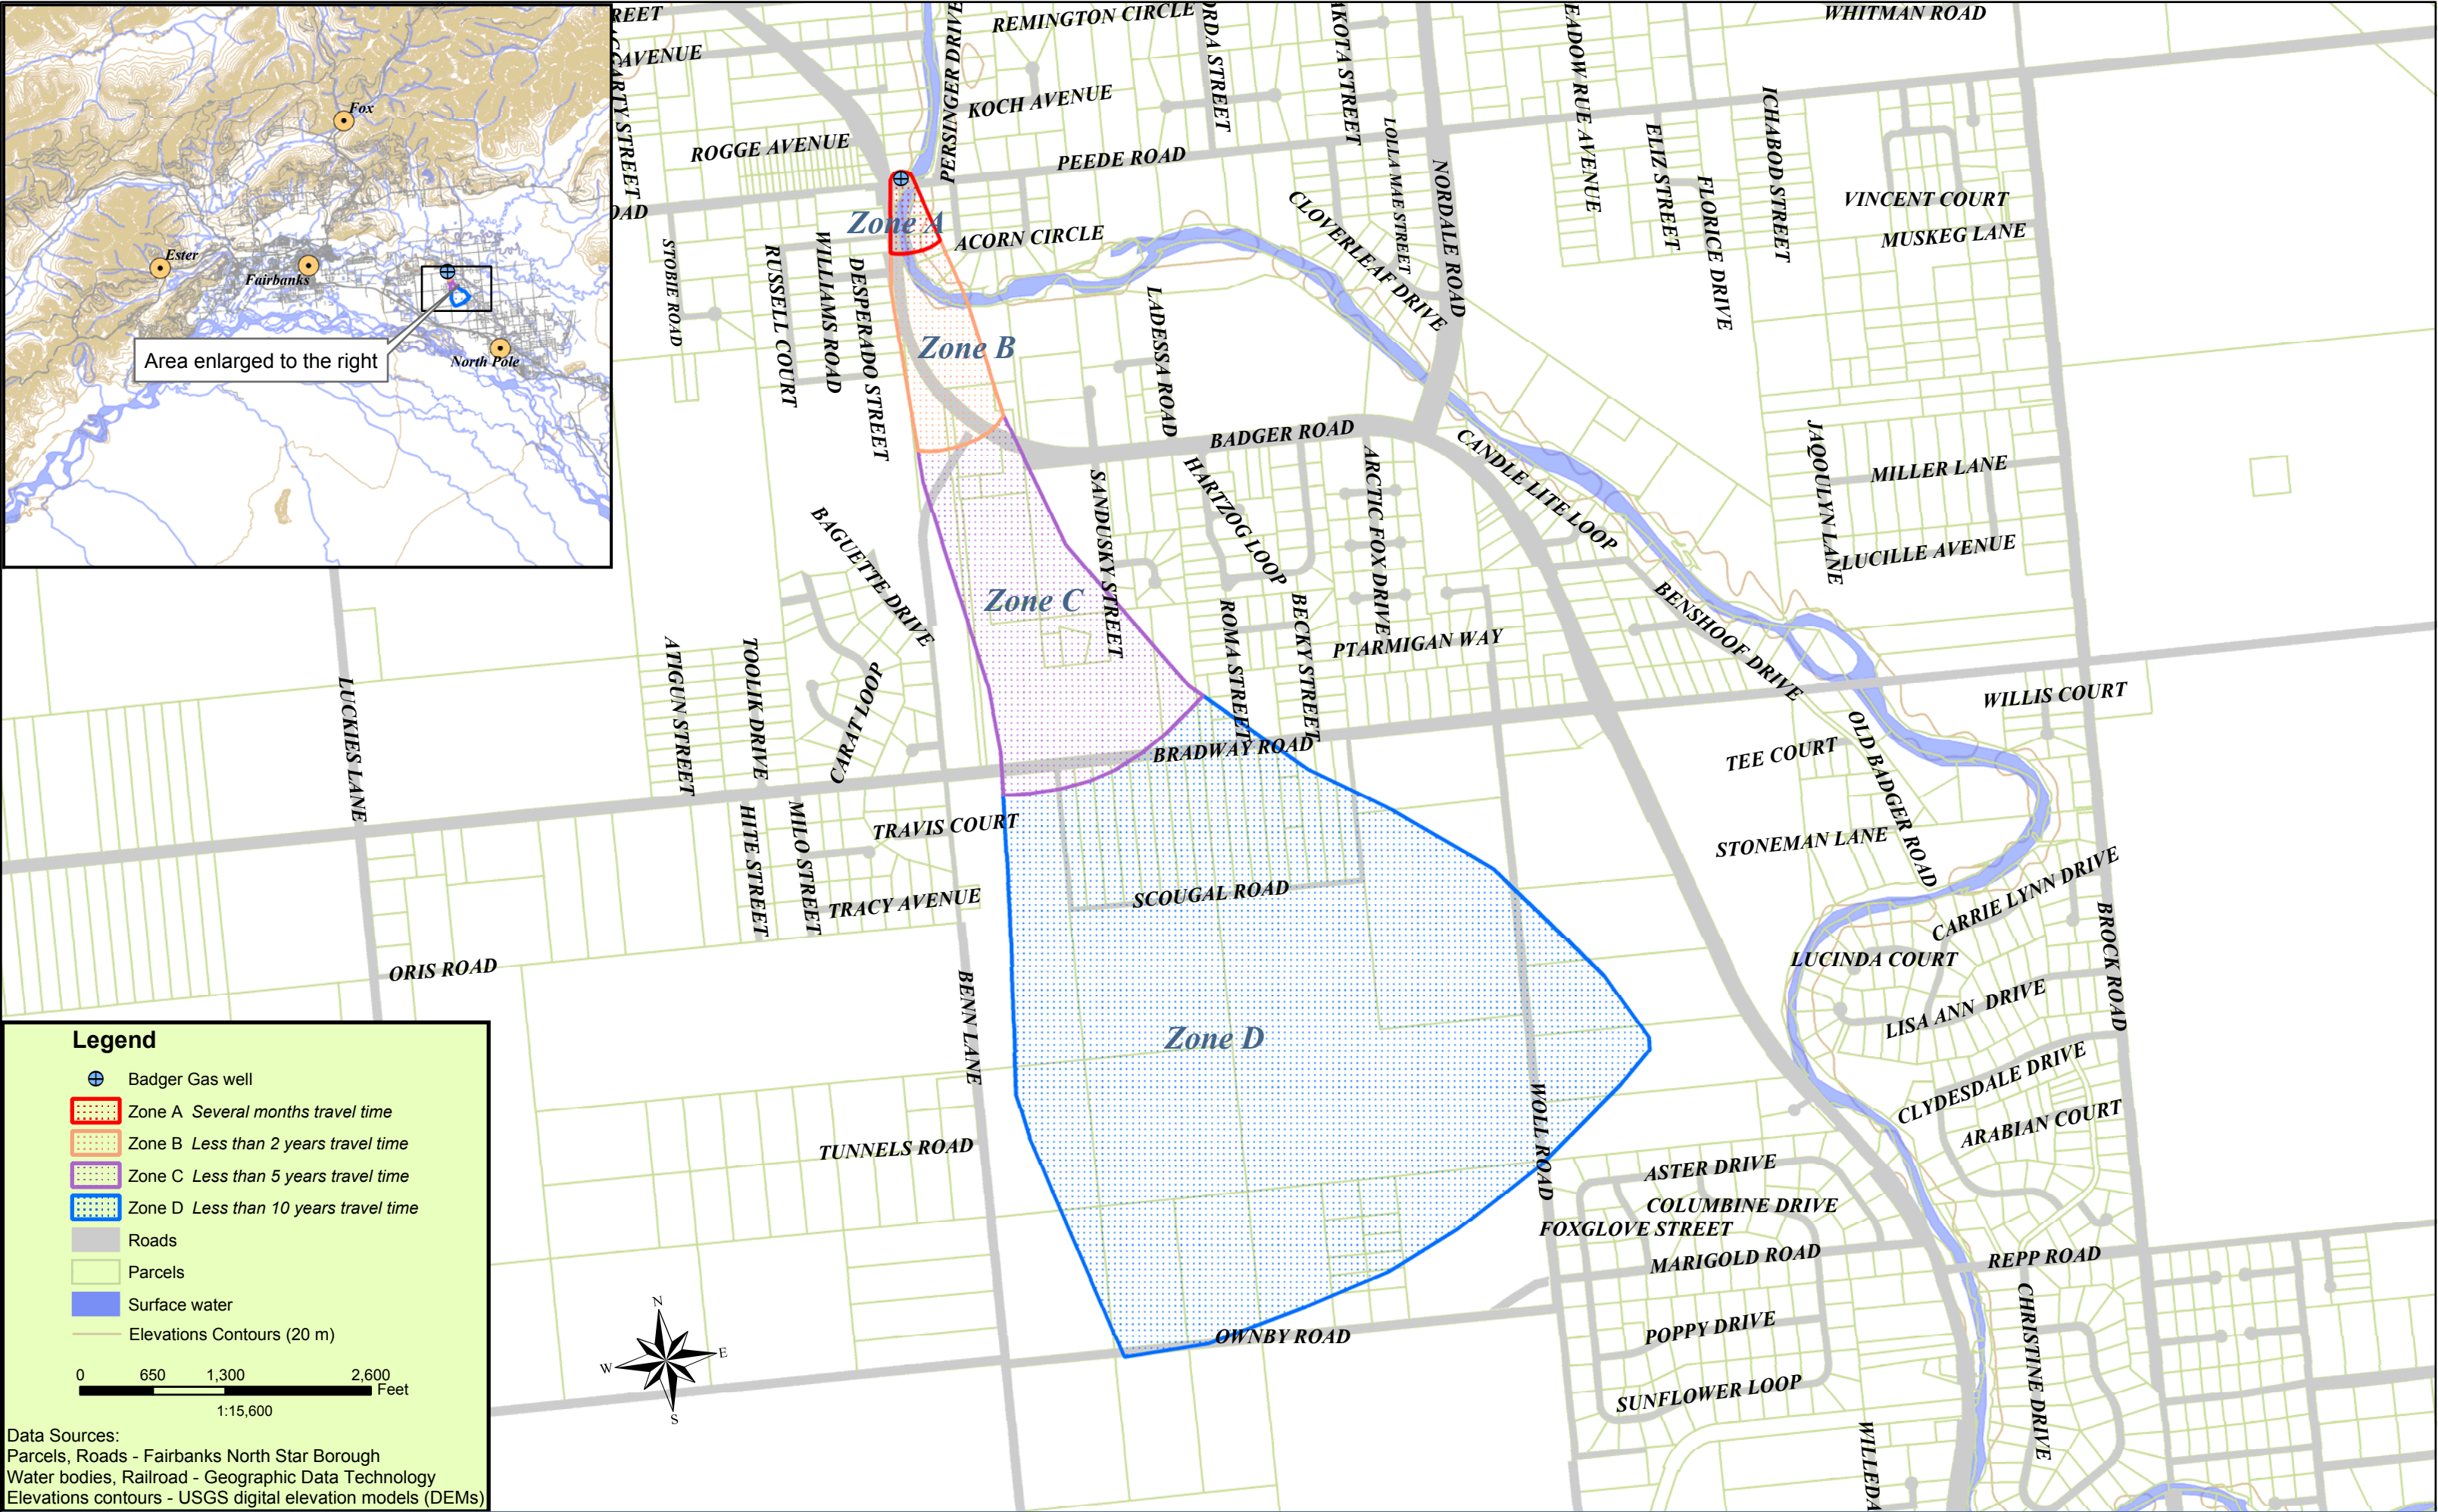 Fox
Ester
Fairbanks
North Pole
Area enlarged to the right
REET
AVENUE
REMINGTON CIRCLE
PERSINGER DRIVE
KOCH AVENUE
ROGGE AVENUE
PEEDE ROAD
WHITMAN ROAD
ICHABOD STREET
ELIZ STREET
FLORICE DRIVE
VINCENT COURT
MUSKEG LANE
LOLLA MAE STREET
NORDALE ROAD
CLOVERLEAF DRIVE
OAD
Zone A
ACORN CIRCLE
STOBIE ROAD
RUSSELL COURT
WILLIAMS ROAD
DESPERADO STREET
Zone B
LADESSA ROAD
BADGER ROAD
CANDLE LITE LOOP
JAQOULYN LANE
MILLER LANE
LUCILLE AVENUE
SANDUSKY STREET
HARTZOG LOOP
ARCTIC FOX DRIVE
BAGUETTE DRIVE
Zone C
ROMA STREET
BECKY STREET
PTARMIGAN WAY
BENSHOOF DRIVE
WILLIS COURT
LUCKIES LANE
ATIGUN STREET
TOOLIK DRIVE
CARAT LOOP
BRADWAY ROAD
TEE COURT
OLD BADGER ROAD
STONEMAN LANE
HITE STREET
MILO STREET
TRAVIS COURT
TRACY AVENUE
SCOUGAL ROAD
CARRIE LYNN DRIVE
LUCINDA COURT
BROCK ROAD
LISA ANN DRIVE
ORIS ROAD
BENN LANE
Zone D
CLYDESDALE DRIVE
ARABIAN COURT
WOLL ROAD
TUNNELS ROAD
ASTER DRIVE
COLUMBINE DRIVE
FOXGLOVE STREET
MARIGOLD ROAD
REPP ROAD
CHRISTINE DRIVE
OWNBY ROAD
POPPY DRIVE
SUNFLOWER LOOP
WILLEDA
N
W
E
S
Legend
Badger Gas well
Zone A Several months travel time
Zone B Less than 2 years travel time
Zone C Less than 5 years travel time
Zone D Less than 10 years travel time
Roads
Parcels
Surface water
Elevations Contours (20 m)
0 650 1,300 2,600
Feet
1:15,600
Data Sources:
Parcels, Roads - Fairbanks North Star Borough
Water bodies, Railroad - Geographic Data Technology
Elevations contours - USGS digital elevation models (DEMs)